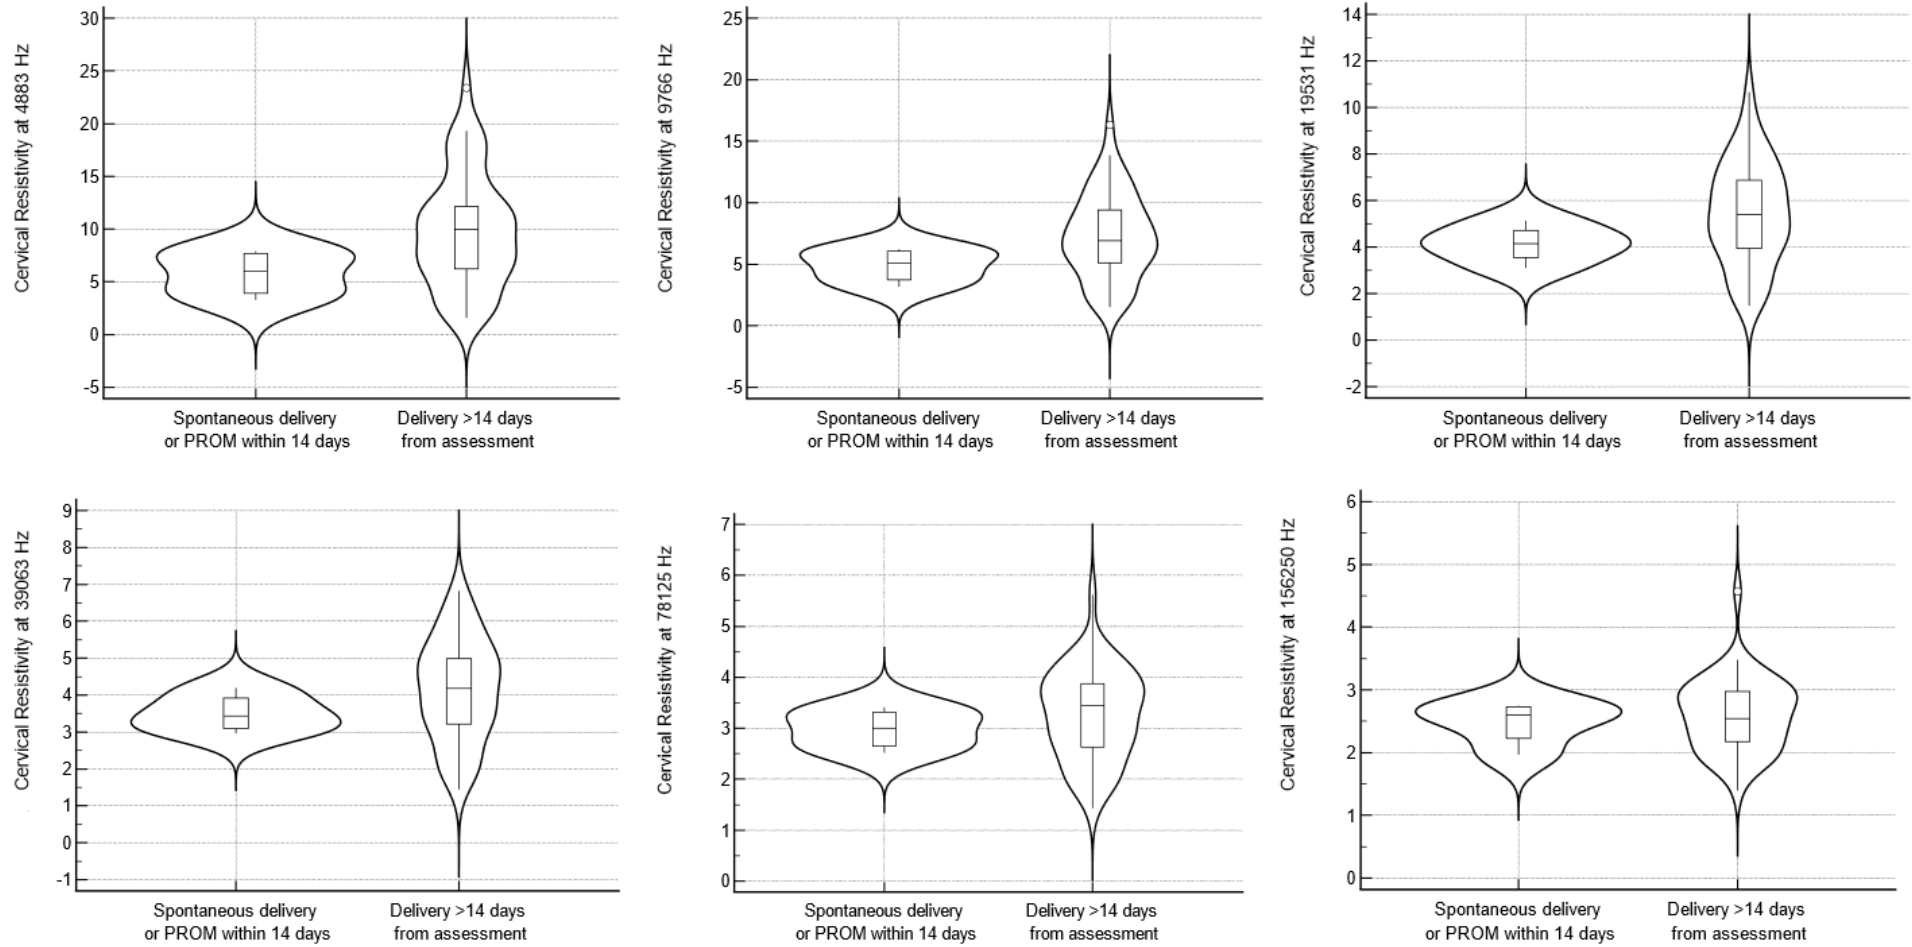 Cervical Resistivity at 4883 Hz
30
25
20
15
10
5
0
-5
Spontaneous delivery
or PROM within 14 days
Delivery >14 days
from assessment
Cervical Resistivity at 9766 Hz
25
20
15
10
5
0
-5
Spontaneous delivery
or PROM within 14 days
Delivery >14 days
from assessment
Cervical Resistivity at 19531 Hz
14
12
10
8
6
4
2
0
-2
Spontaneous delivery
or PROM within 14 days
Delivery >14 days
from assessment
Cervical Resistivity at 39063 Hz
9
8
7
6
5
4
3
2
1
0
-1
Spontaneous delivery
or PROM within 14 days
Delivery >14 days
from assessment
Cervical Resistivity at 78125 Hz
7
6
5
4
3
2
1
0
Spontaneous delivery
or PROM within 14 days
Delivery >14 days
from assessment
Cervical Resistivity at 156250 Hz
6
5
4
3
2
1
0
Spontaneous delivery
or PROM within 14 days
Delivery >14 days
from assessment